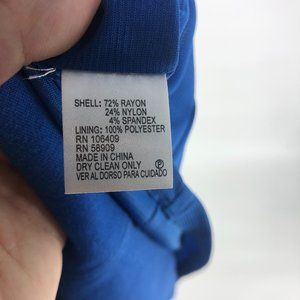 SHELL: 72% RAYON
24% NYLON
4% SPANDEX
LINING: 100% POLYESTER
RN 106409
RN 58909
MADE IN CHINA
DRY CLEAN ONLY
VER AL DORSO PARA CUIDADO